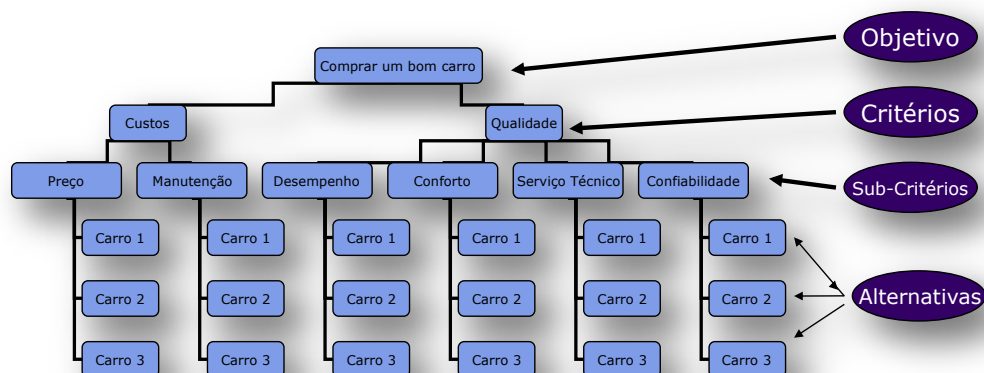 Objetivo
Comprar um bom carro
Critérios
Custos
Qualidade
Preço
Manutenção
Desempenho
Conforto
Serviço Técnico
Confiabilidade
Sub-Critérios
Carro 1
Carro 1
Carro 1
Carro 1
Carro 1
Carro 1
Carro 2
Carro 2
Carro 2
Carro 2
Carro 2
Carro 2
Alternativas
Carro 3
Carro 3
Carro 3
Carro 3
Carro 3
Carro 3